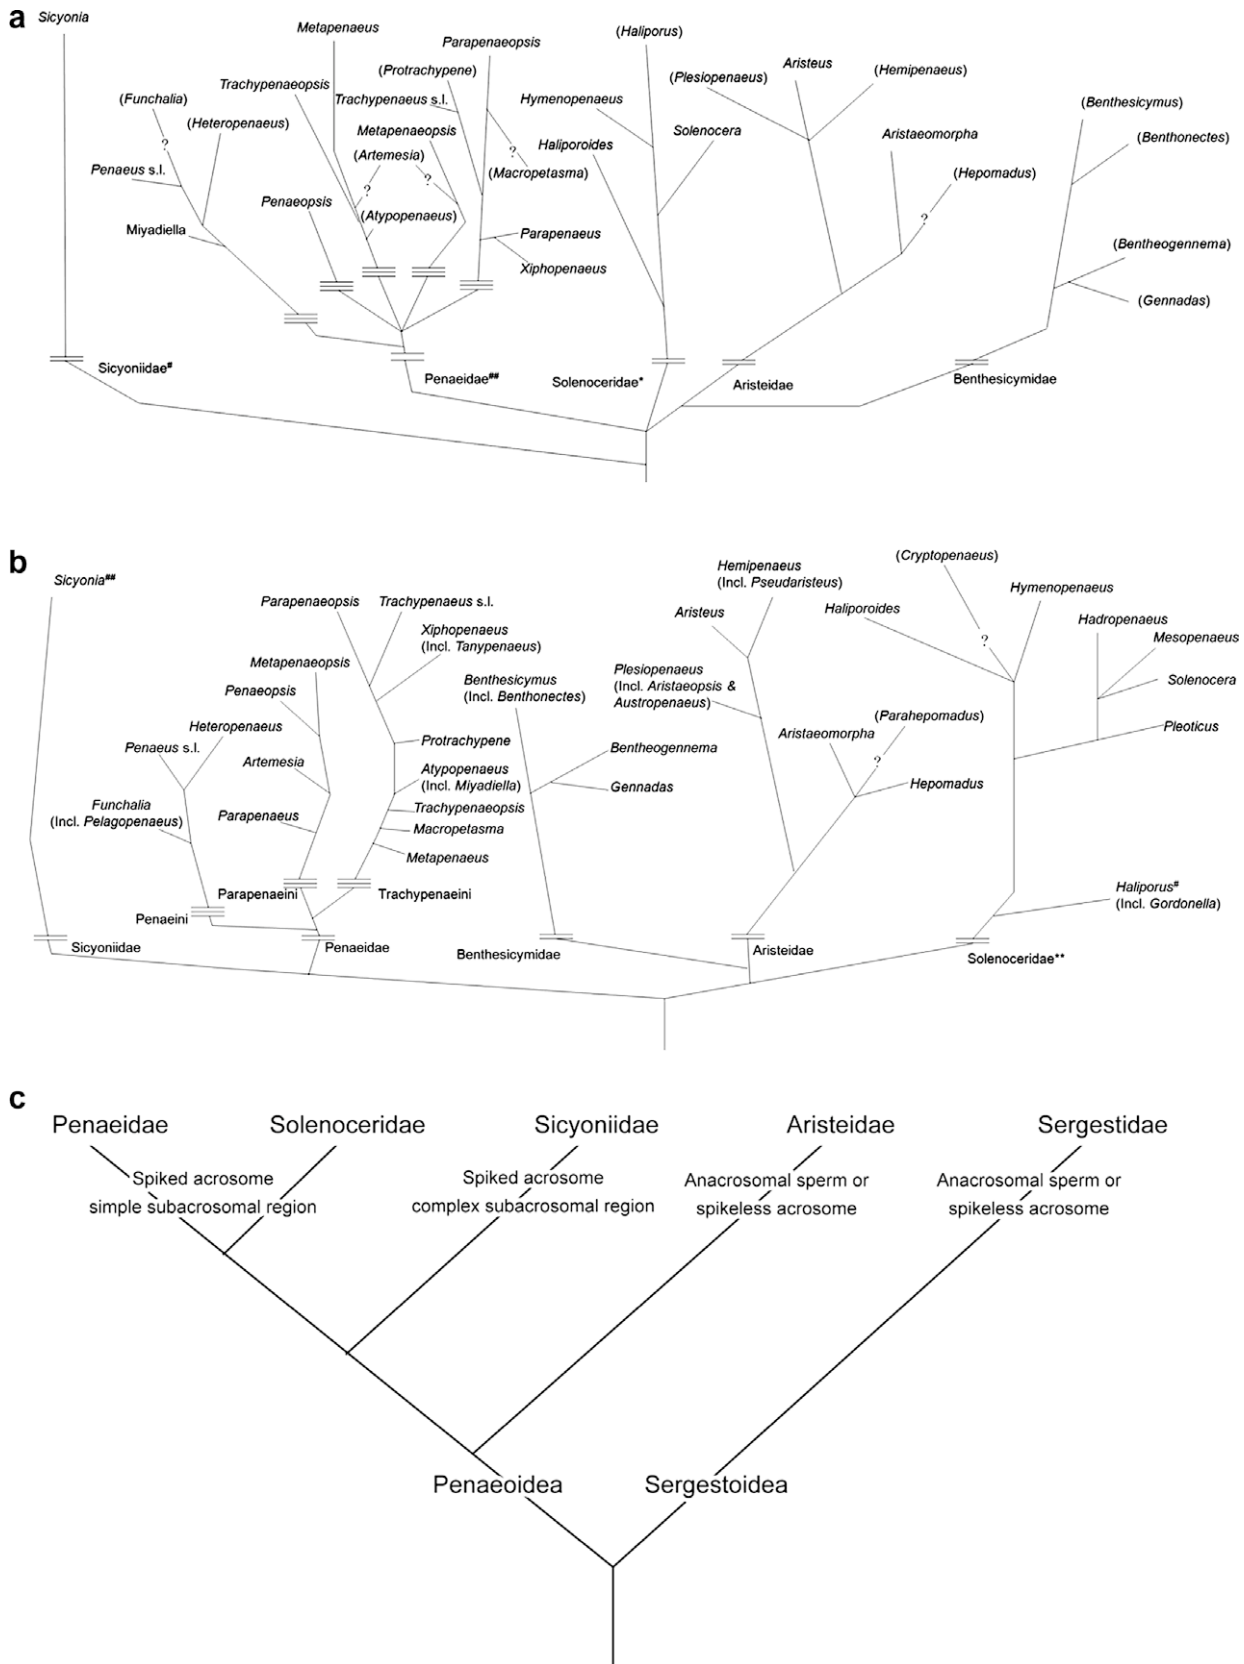 a
Sicyonia
Metapenaeus
Parapenaeopsis
(Haliporus)
(Protrachypene)
(Plesiopenaeus)
Aristeus
(Hemipenaeus)
Trachypenaeopsis
(Funchalia)
Trachypenaeus s.l.
Hymenopenaeus
(Benthesicymus)
(Heteropenaeus)
Metapenaeopsis
Solenocera
Aristaeomorpha
(Benthonectes)
?
(Artemesia)
?
Haliporoides
Penaeus s.l.
?
?
(Macropetasma)
(Hepomadus)
Penaeopsis
(Atypopenaeus)
?
Miyadiella
Parapenaeus
(Bentheogennema)
Xiphopenaeus
(Gennadas)
Sicyoniidae#
Penaeidae##
Solenoceridae*
Aristeidae
Benthesicymidae
b
Sicyonia##
Hemipenaeus
(Incl. Pseudaristeus)
(Cryptopenaeus)
Hymenopenaeus
Parapenaeopsis
Trachypenaeus s.l.
Aristeus
Haliporoides
Hadropenaeus
Xiphopenaeus
(Incl. Tanypenaeus)
?
Mesopenaeus
Metapenaeopsis
Benthesicymus
(Incl. Benthonectes)
Plesiopenaeus
(Incl. Aristaeopsis &
Austropenaeus)
Solenocera
Penaeopsis
Heteropenaeus
(Parahepomadus)
Pleoticus
Penaeus s.l.
Protrachypene
Bentheogennema
Aristaeomorpha
Artemesia
Atypopenaeus
(Incl. Miyadiella)
?
Gennadas
Hepomadus
Funchalia
(Incl. Pelagopenaeus)
Parapenaeus
Trachypenaeopsis
Macropetasma
Metapenaeus
Parapenaeini
Trachypenaeini
Haliporus#
(Incl. Gordonella)
Penaeini
Sicyoniidae
Penaeidae
Benthesicymidae
Aristeidae
Solenoceridae**
c
Penaeidae
Solenoceridae
Sicyoniidae
Aristeidae
Sergestidae
Spiked acrosome
simple subacrosomal region
Spiked acrosome
complex subacrosomal region
Anacrosomal sperm or
spikeless acrosome
Anacrosomal sperm or
spikeless acrosome
Penaeoidea
Sergestoidea